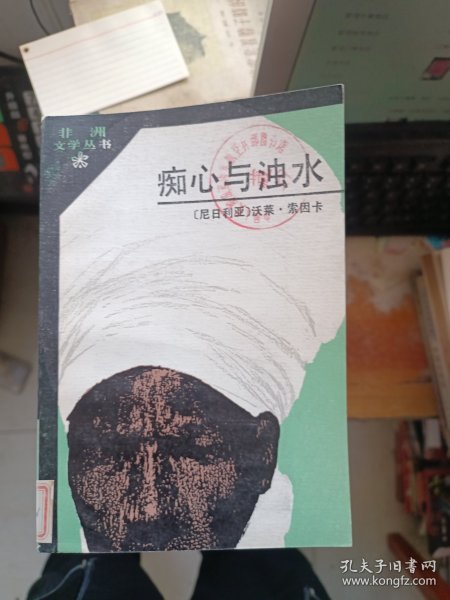 非洲
文学丛书
痴心与浊水
〔尼日利亚〕沃莱·索因卡
孔夫子旧书网
www.kongfz.com